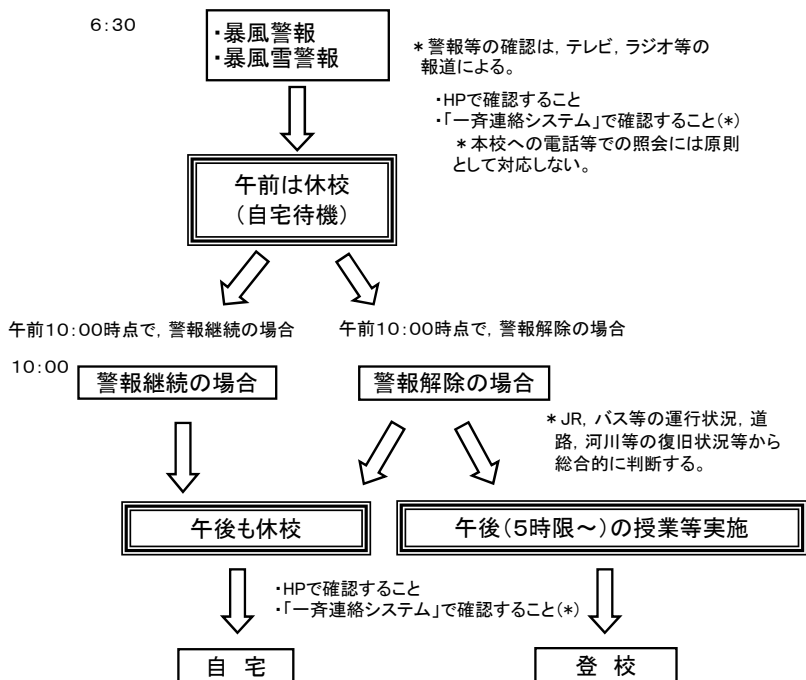 6:30
・暴風警報
・暴風雪警報
＊警報等の確認は，テレビ，ラジオ等の
報道による。
・HPで確認すること
・「一斉連絡システム」で確認すること(*)
＊本校への電話等での照会には原則
として対応しない。
午前は休校
（自宅待機）
午前10:00時点で，警報継続の場合
午前10:00時点で，警報解除の場合
10:00
警報継続の場合
警報解除の場合
＊JR，バス等の運行状況，道
路，河川等の復旧状況等から
総合的に判断する。
午後も休校
午後（5時限～）の授業等実施
・HPで確認すること
・「一斉連絡システム」で確認すること(*)
自　宅
登　校